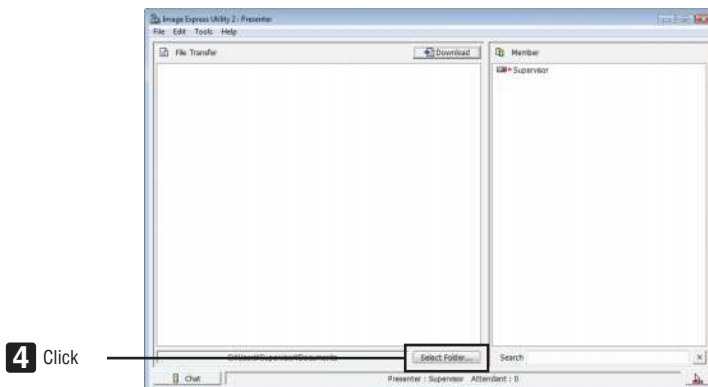 Image Express Utility 2 : Presenter
File Edit Tools Help
File Transfer
Download
Member
Supervisor
4 Click
Select Folder...
Search
Chat
Presenter : Supervisor Attendant : 0